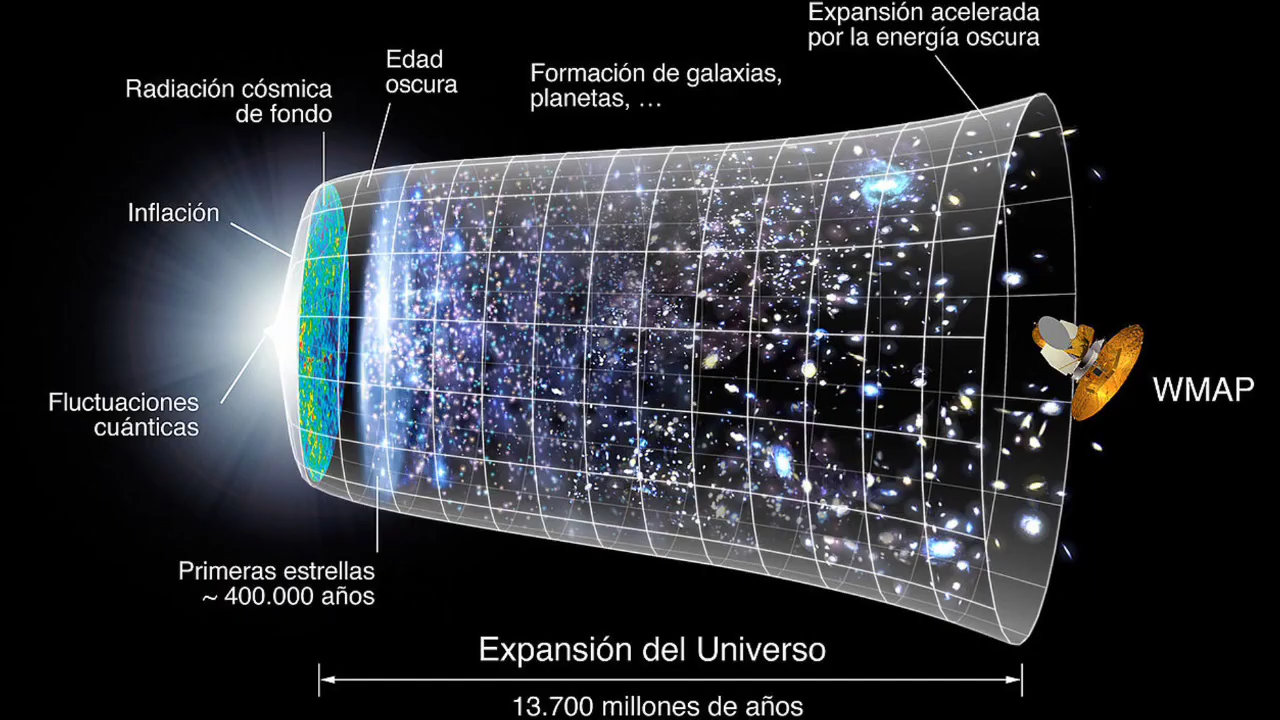 Expansión acelerada
por la energía oscura
Edad
oscura
Formación de galaxias,
planetas, …
Radiación cósmica
de fondo
Inflación
Fluctuaciones
cuánticas
WMAP
Primeras estrellas
~ 400.000 años
Expansión del Universo
13.700 millones de años